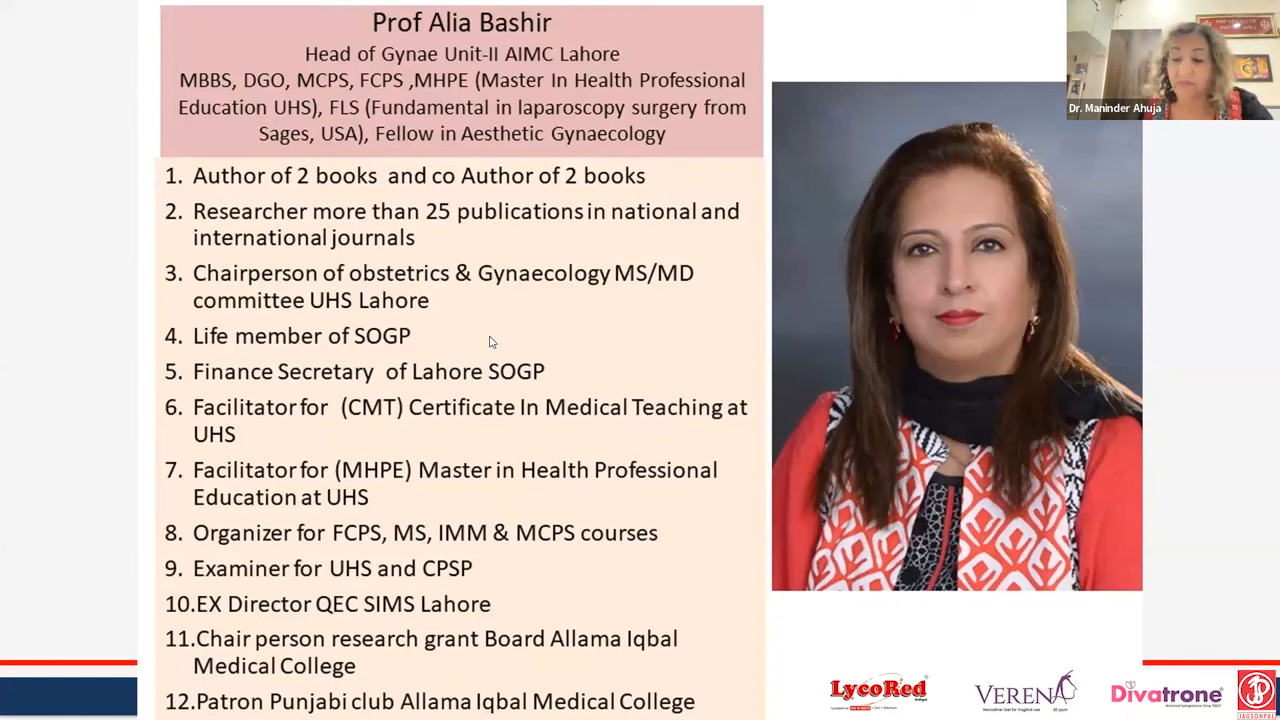 Prof Alia Bashir
Head of Gynae Unit-II AIMC Lahore
MBBS, DGO, MCPS, FCPS ,MHPE (Master In Health Professional
Education UHS), FLS (Fundamental in laparoscopy surgery from
Sages, USA), Fellow in Aesthetic Gynaecology
1. Author of 2 books and co Author of 2 books
2. Researcher more than 25 publications in national and
international journals
3. Chairperson of obstetrics & Gynaecology MS/MD
committee UHS Lahore
4. Life member of SOGP
5. Finance Secretary of Lahore SOGP
6. Facilitator for (CMT) Certificate In Medical Teaching at
UHS
7. Facilitator for (MHPE) Master in Health Professional
Education at UHS
8. Organizer for FCPS, MS, IMM & MCPS courses
9. Examiner for UHS and CPSP
10.EX Director QEC SIMS Lahore
11.Chair person research grant Board Allama Iqbal
Medical College
12.Patron Punjabi club Allama Iqbal Medical College
Dr. Maninder Ahuja
LycoRed
VERENA
Divatrone
JAGSONPAL